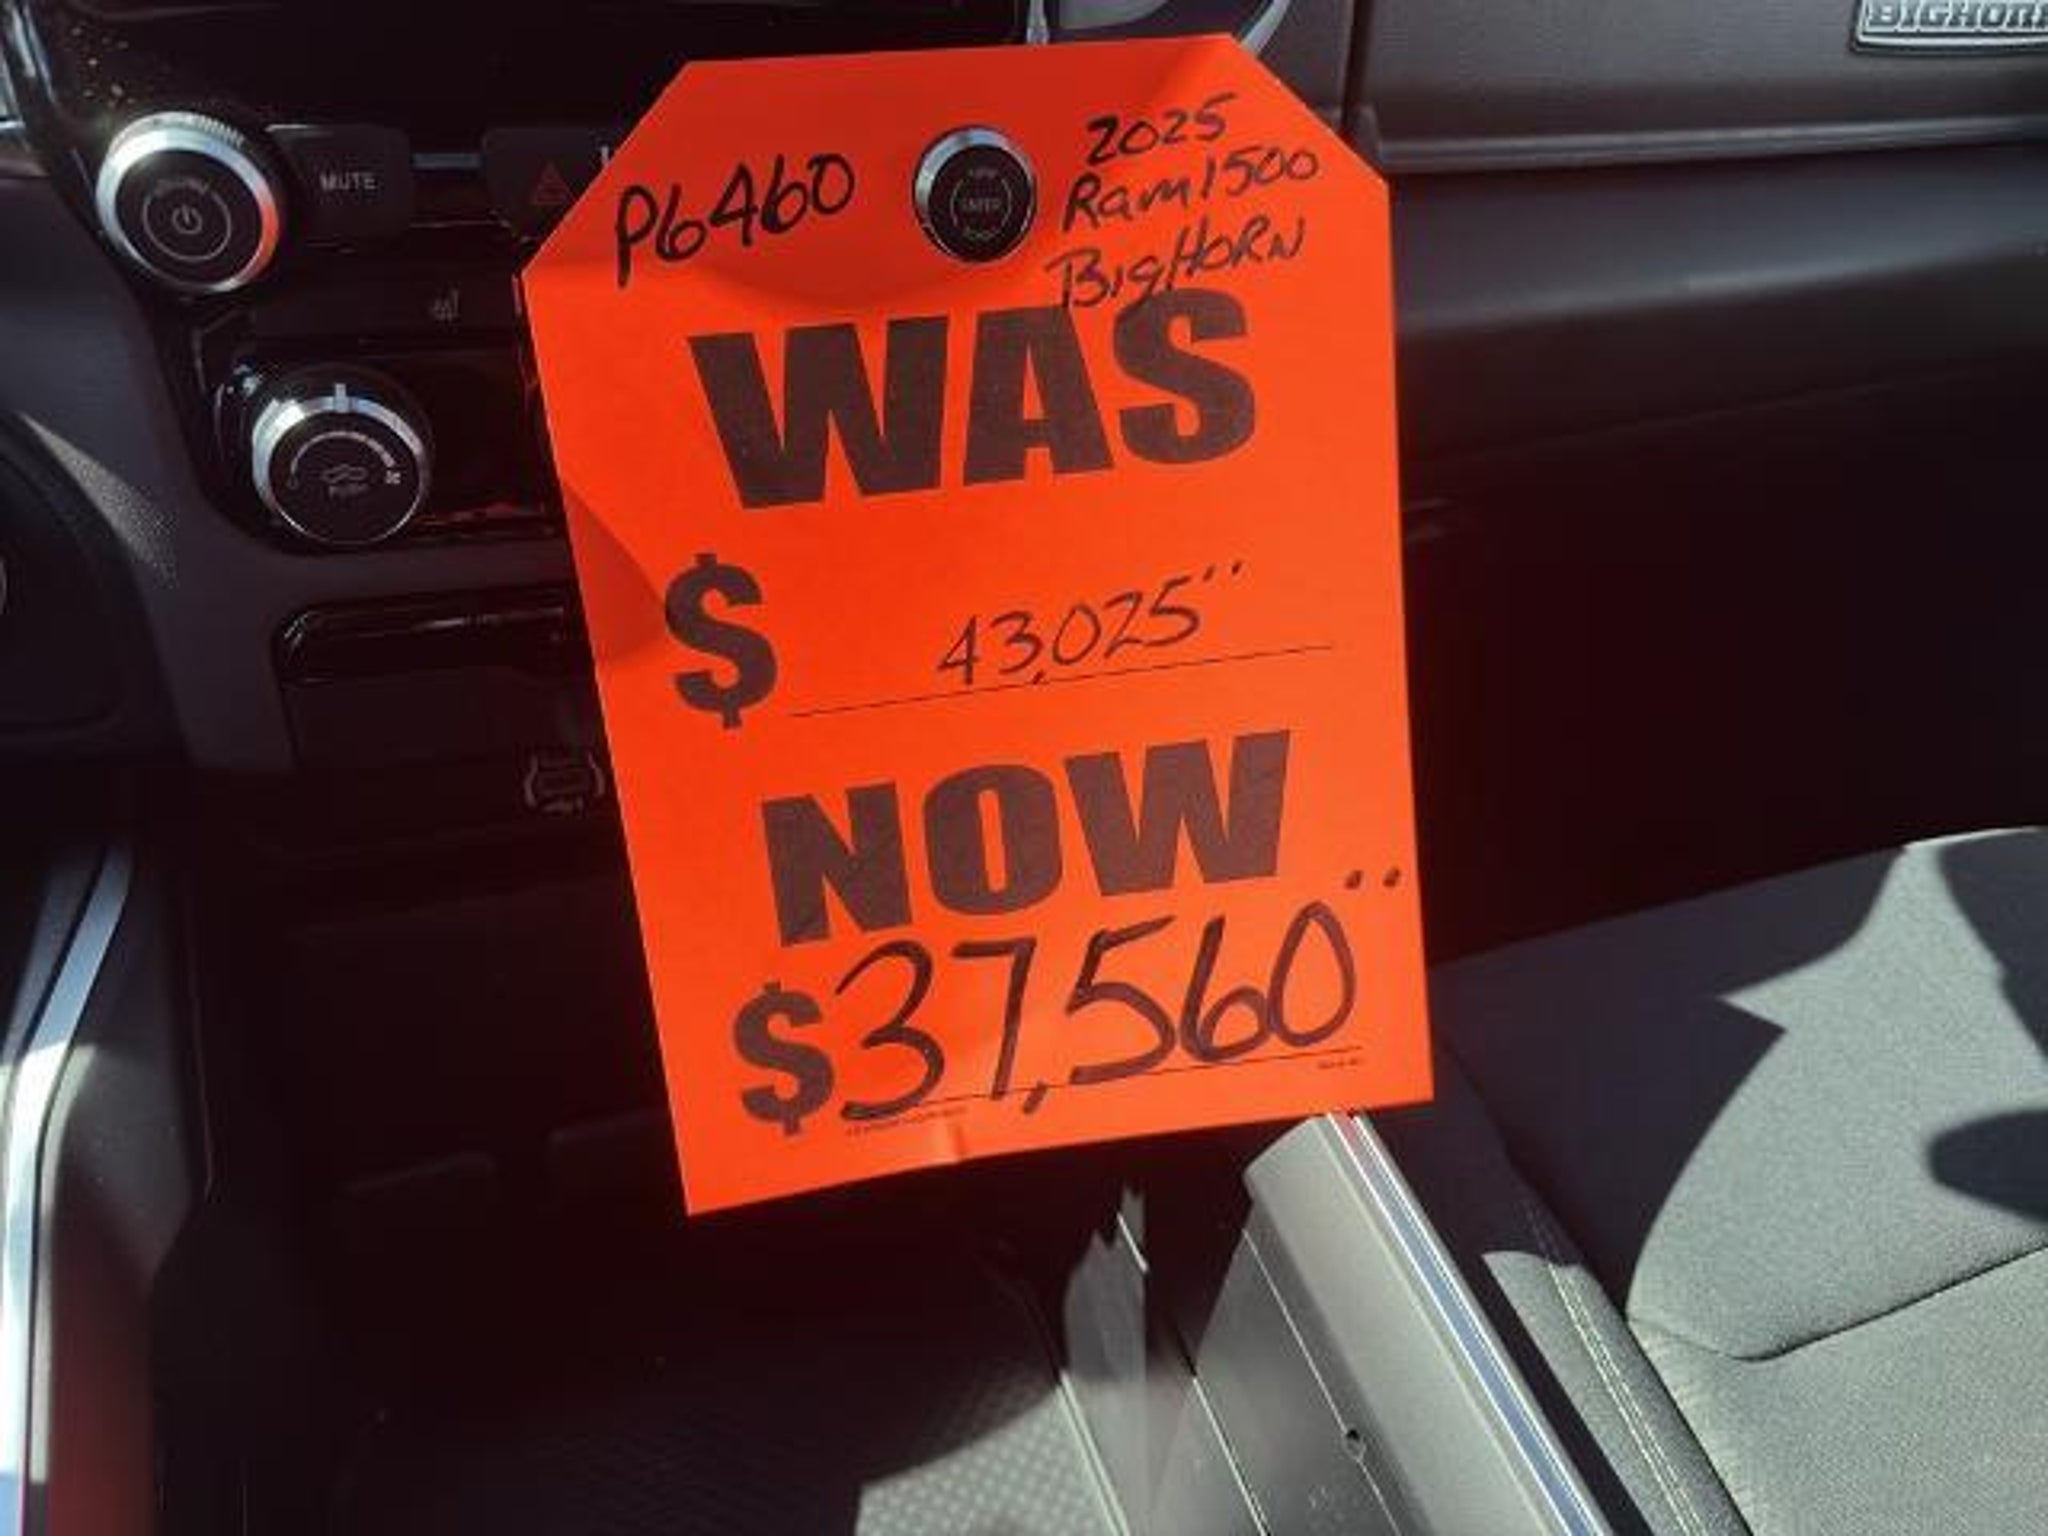 BIGHORN
MUTE
P6460
2025
Ram 1500
BigHORN
WAS
$ 43,025..
NOW
$37,560..